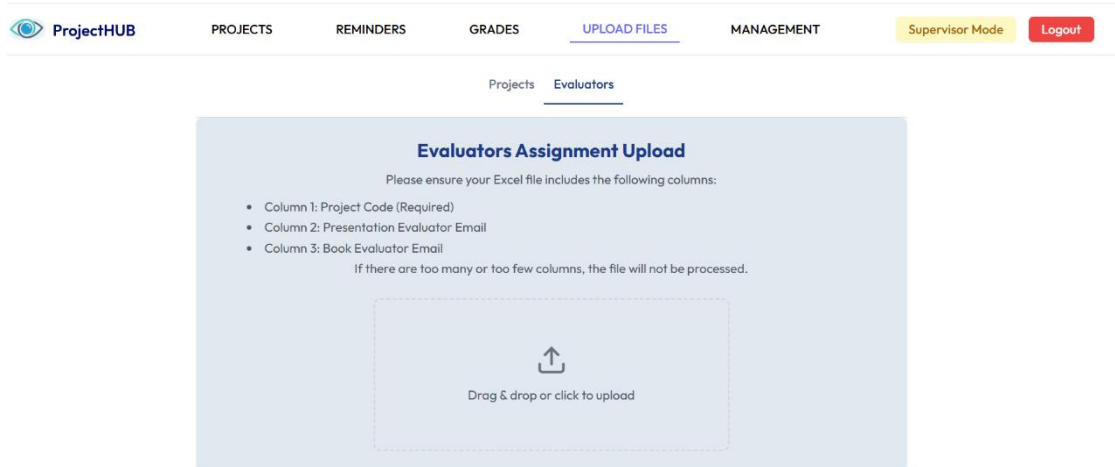 ProjectHUB PROJECTS REMINDERS GRADES UPLOAD FILES MANAGEMENT Supervisor Mode Logout
Projects Evaluators
Evaluators Assignment Upload
Please ensure your Excel file includes the following columns:
• Column 1: Project Code (Required)
• Column 2: Presentation Evaluator Email
• Column 3: Book Evaluator Email
If there are too many or too few columns, the file will not be processed.
Drag & drop or click to upload